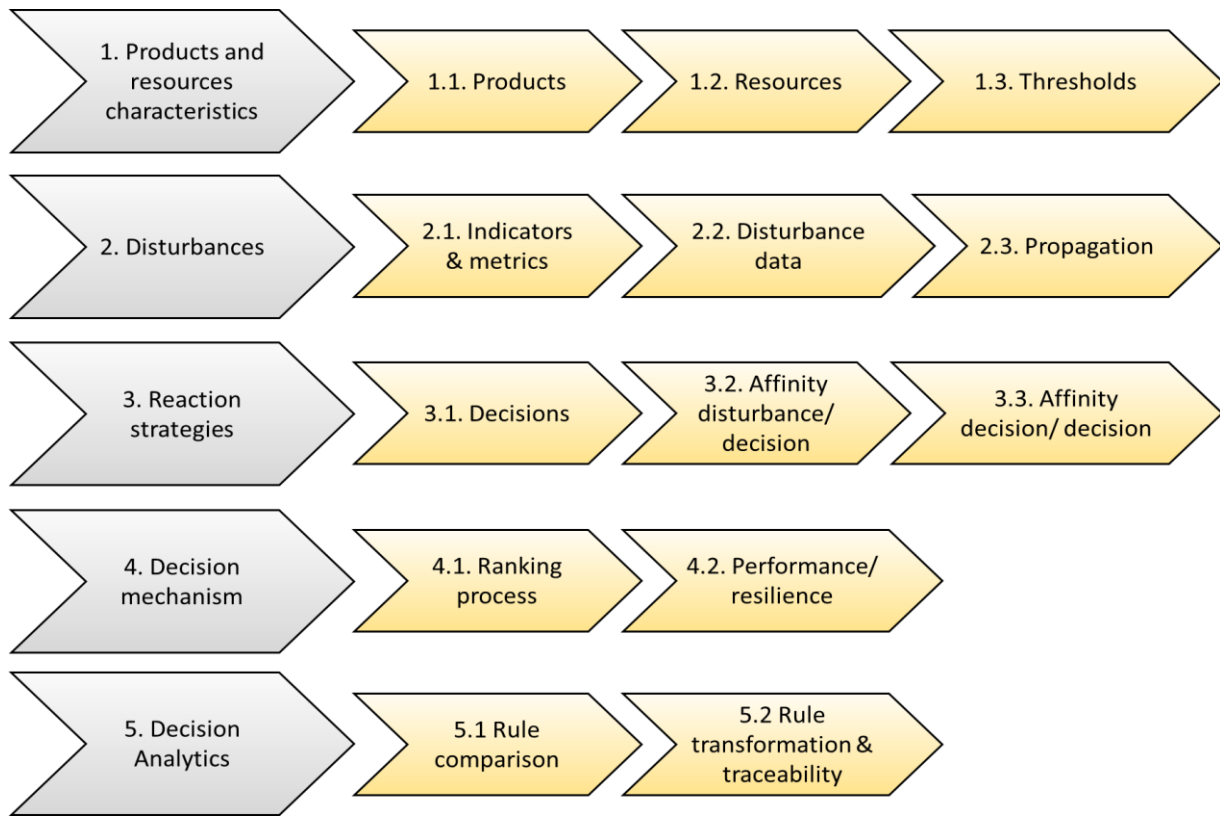 1. Products and
resources
characteristics
1.1. Products
1.2. Resources
1.3. Thresholds
2. Disturbances
2.1. Indicators
& metrics
2.2. Disturbance
data
2.3. Propagation
3. Reaction
strategies
3.1. Decisions
3.2. Affinity
disturbance/
decision
3.3. Affinity
decision/ decision
4. Decision
mechanism
4.1. Ranking
process
4.2. Performance/
resilience
5. Decision
Analytics
5.1 Rule
comparison
5.2 Rule
transformation &
traceability